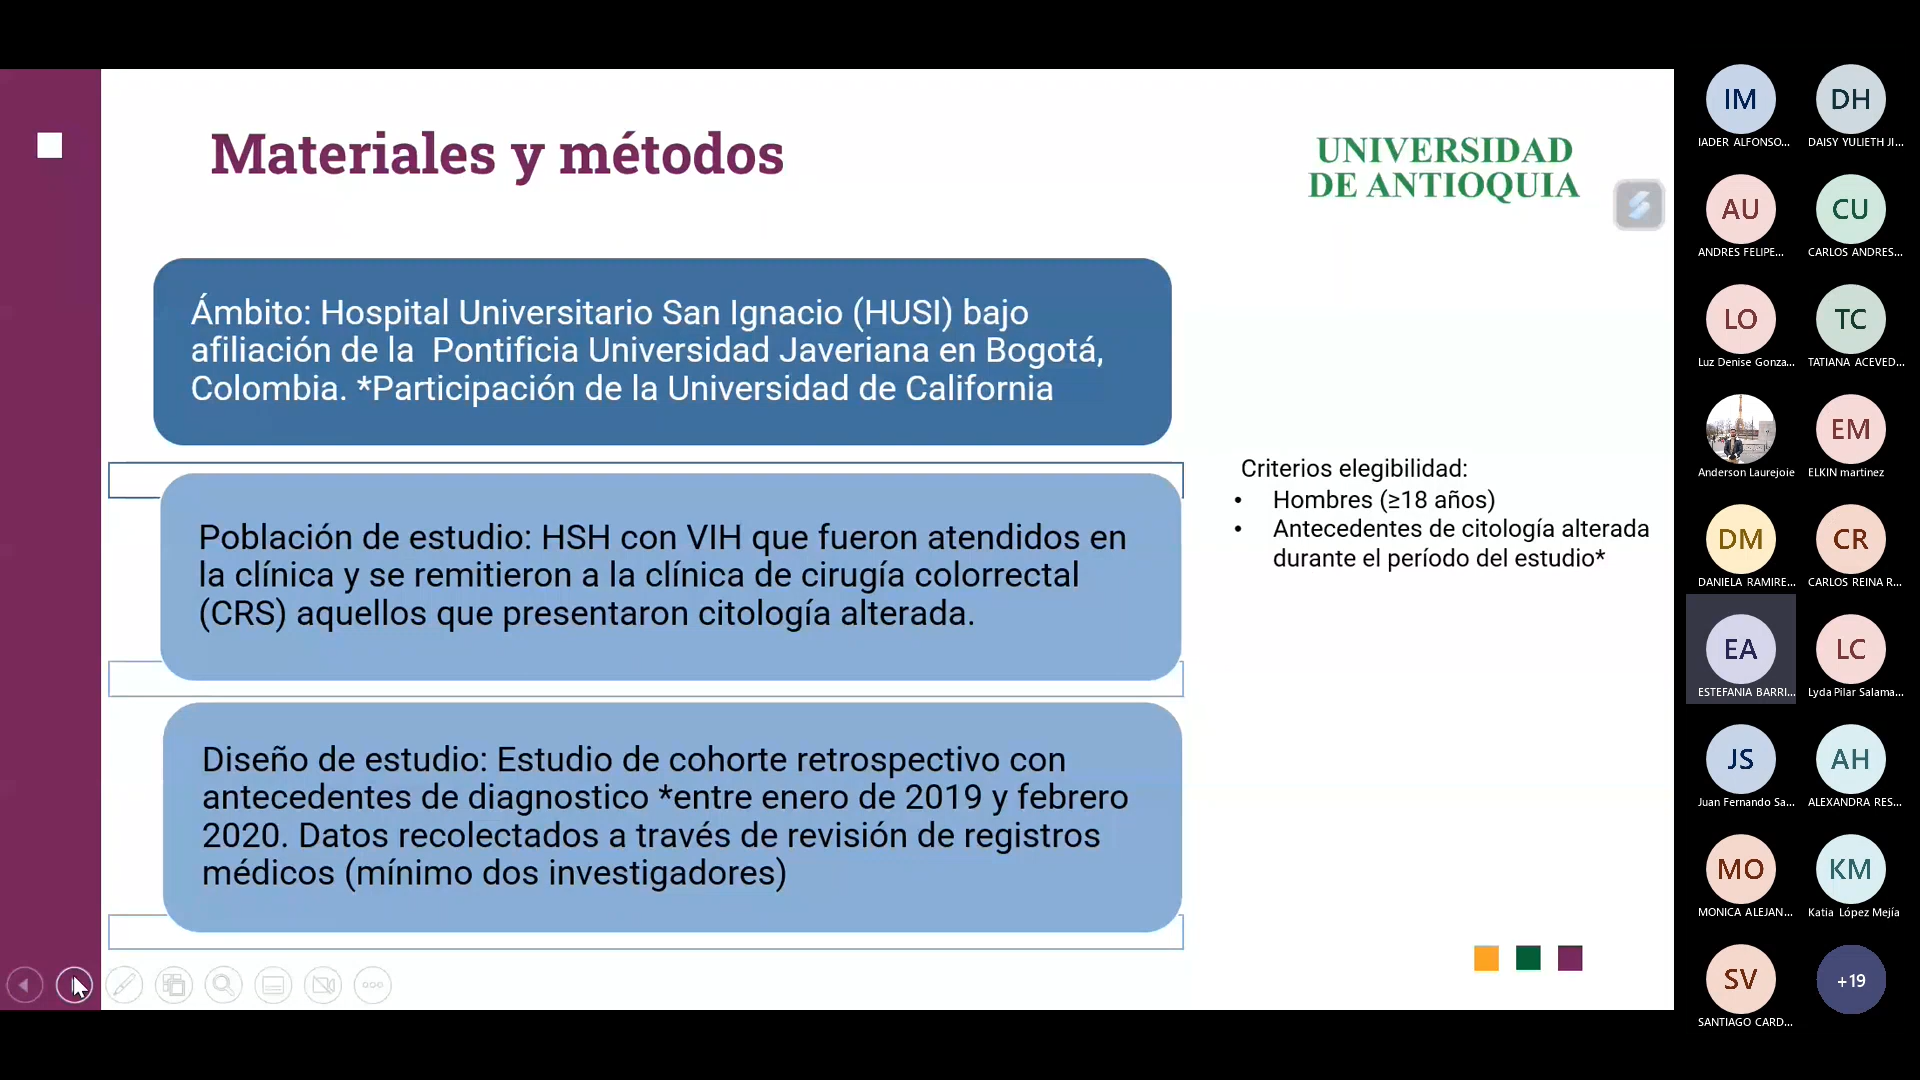 Materiales y métodos
UNIVERSIDAD
DE ANTIOQUIA
Ámbito: Hospital Universitario San Ignacio (HUSI) bajo
afiliación de la  Pontificia Universidad Javeriana en Bogotá,
Colombia. *Participación de la Universidad de California
Población de estudio: HSH con VIH que fueron atendidos en
la clínica y se remitieron a la clínica de cirugía colorrectal
(CRS) aquellos que presentaron citología alterada.
Diseño de estudio: Estudio de cohorte retrospectivo con
antecedentes de diagnostico *entre enero de 2019 y febrero
2020. Datos recolectados a través de revisión de registros
médicos (mínimo dos investigadores)
Criterios elegibilidad:
• Hombres (≥18 años)
• Antecedentes de citología alterada
durante el período del estudio*
IM
IADER ALFONSO...
DH
DAISY YULIETH JI...
AU
ANDRES FELIPE...
CU
CARLOS ANDRES...
LO
Luz Denise Gonza...
TC
TATIANA ACEVED...
Anderson Laurejoie
EM
ELKIN martinez
DM
DANIELA RAMIRE...
CR
CARLOS REINA R...
EA
ESTEFANIA BARRI...
LC
Lyda Pilar Salama...
JS
Juan Fernando Sa...
AH
ALEXANDRA RES...
MO
MONICA ALEJAN...
KM
Katia López Mejía
SV
SANTIAGO CARD...
+19